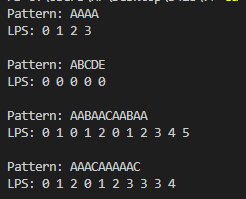 Pattern: AAAA
LPS: 0 1 2 3
Pattern: ABCDE
LPS: 0 0 0 0 0
Pattern: AABAACAABAA
LPS: 0 1 0 1 2 0 1 2 3 4 5
Pattern: AAACAAAAAC
LPS: 0 1 2 0 1 2 3 3 3 4